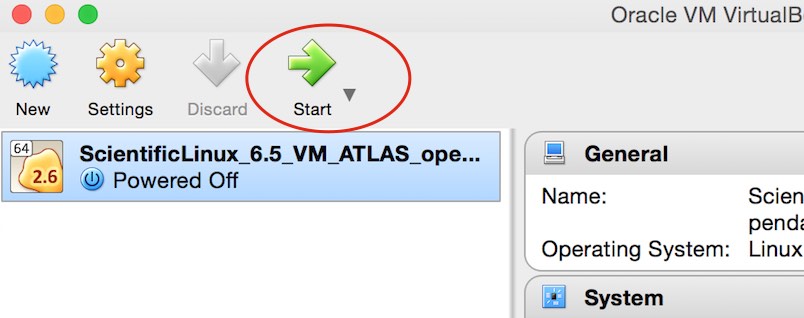 Oracle VM VirtualB
New
Settings
Discard
Start
64
2.6
ScientificLinux_6.5_VM_ATLAS_ope...
Powered Off
General
Name: Scien
penda
Operating System: Linux
System